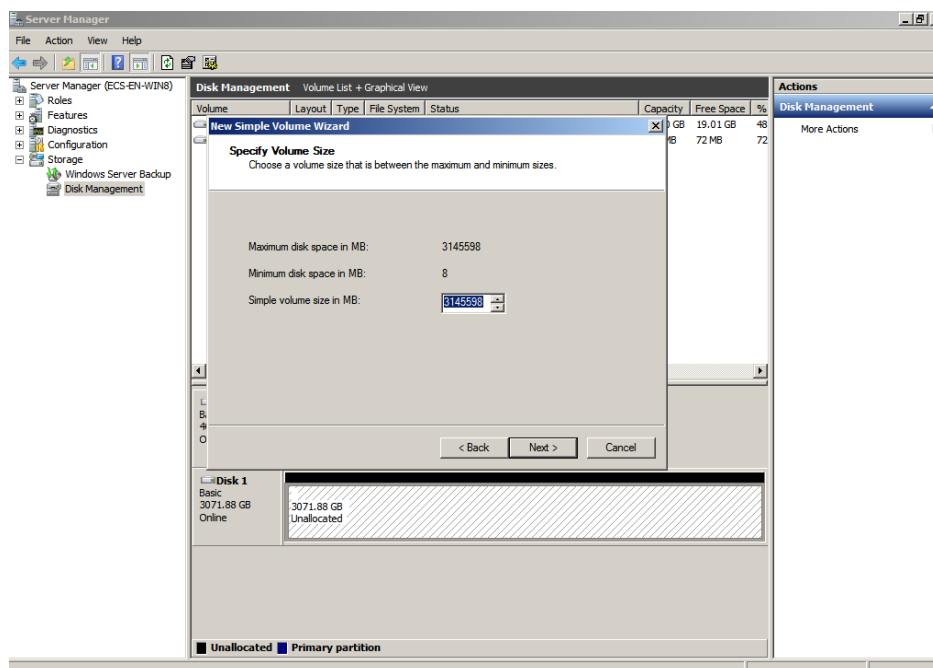 Server Manager
File Action View Help
Server Manager (ECS-EN-WIN8)
Roles
Features
Diagnostics
Configuration
Storage
Windows Server Backup
Disk Management
Disk Management Volume List + Graphical View
Volume Layout Type File System Status Capacity Free Space %
GB 19.01 GB 48
MB 72 MB 72
New Simple Volume Wizard
Specify Volume Size
Choose a volume size that is between the maximum and minimum sizes.
Maximum disk space in MB: 3145598
Minimum disk space in MB: 8
Simple volume size in MB: 3145598
< Back Next > Cancel
Disk 1
Basic
3071.88 GB
Online
3071.88 GB
Unallocated
Unallocated Primary partition
Actions
Disk Management
More Actions